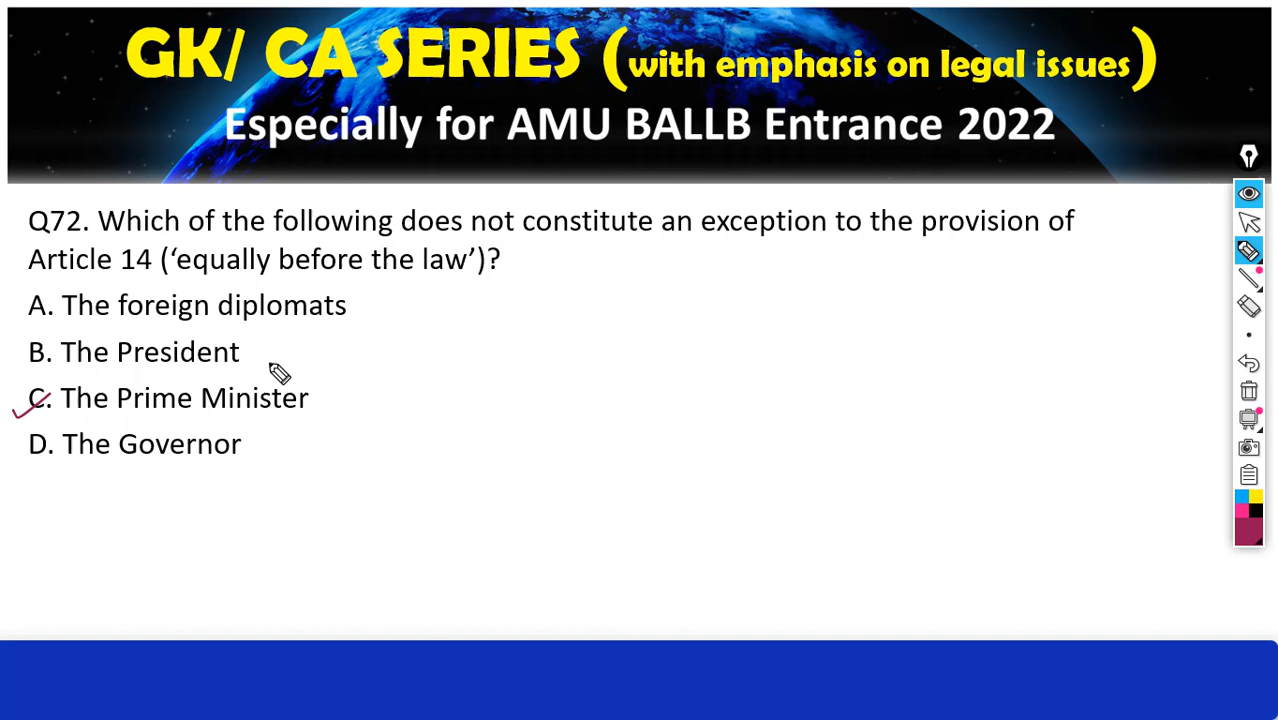 GK/ CA SERIES (with emphasis on legal issues)
Especially for AMU BALLB Entrance 2022
Q72. Which of the following does not constitute an exception to the provision of
Article 14 (‘equally before the law’)?
A. The foreign diplomats
B. The President
C. The Prime Minister
D. The Governor